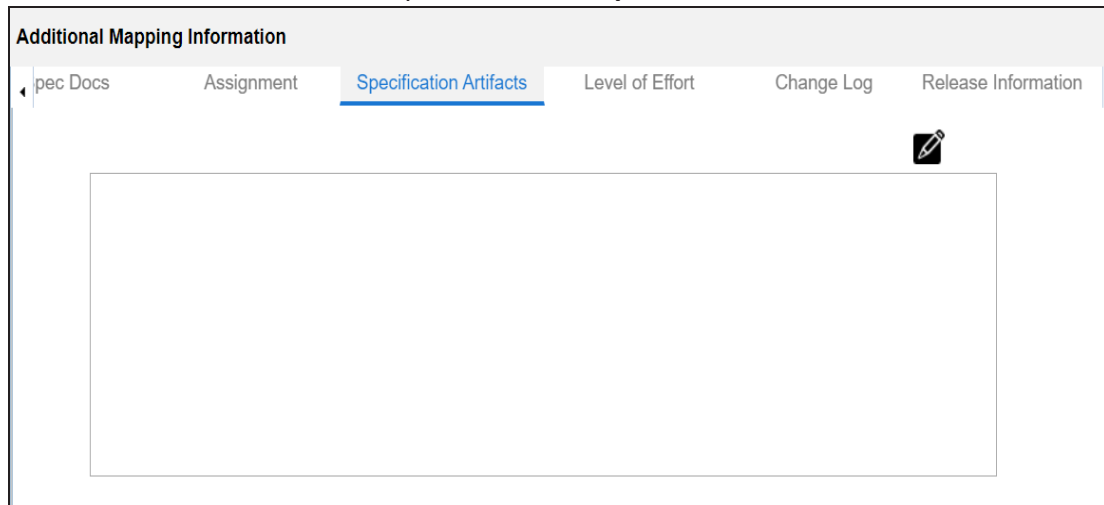 Additional Mapping Information
pec Docs Assignment Specification Artifacts Level of Effort Change Log Release Information